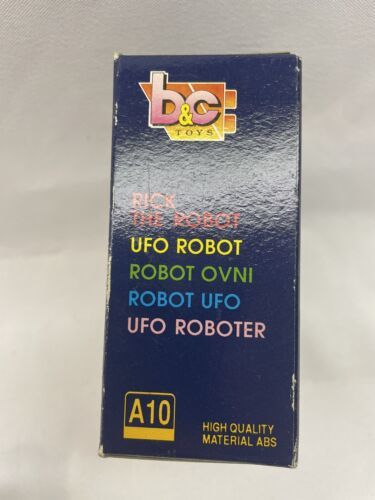 b&c
TOYS
RICK
THE ROBOT
UFO ROBOT
ROBOT OVNI
ROBOT UFO
UFO ROBOTER
A10
HIGH QUALITY
MATERIAL ABS